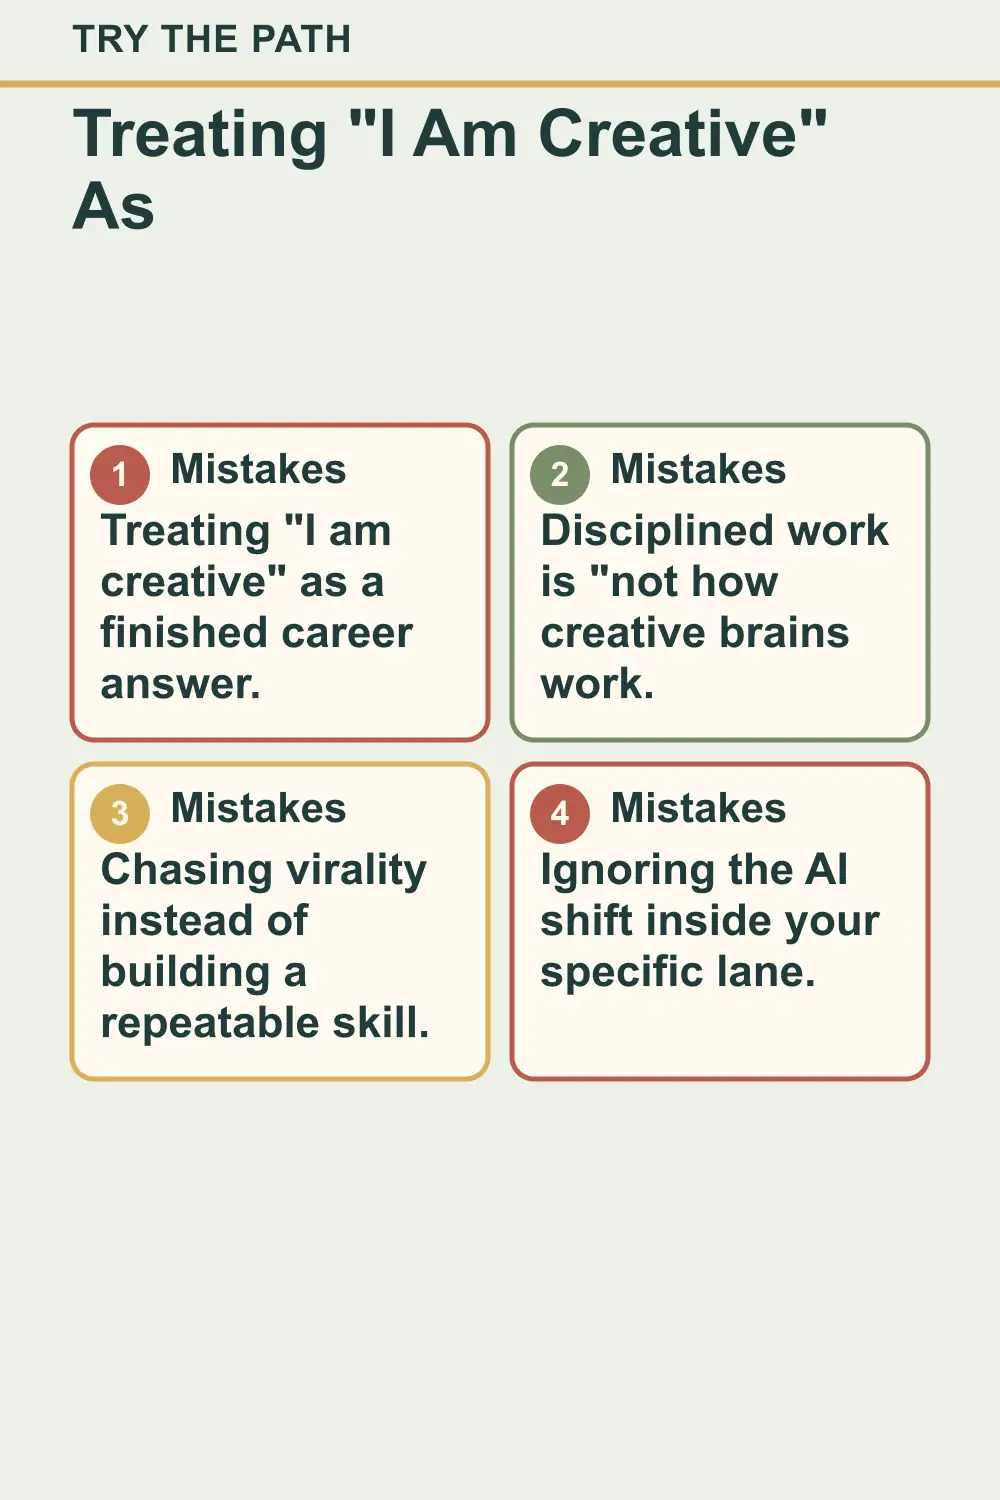 TRY THE PATH
Treating "I Am Creative"
As
1 Mistakes
Treating "I am
creative" as a
finished career
answer.
2 Mistakes
Disciplined work
is "not how
creative brains
work.
3 Mistakes
Chasing virality
instead of
building a
repeatable skill.
4 Mistakes
Ignoring the AI
shift inside your
specific lane.